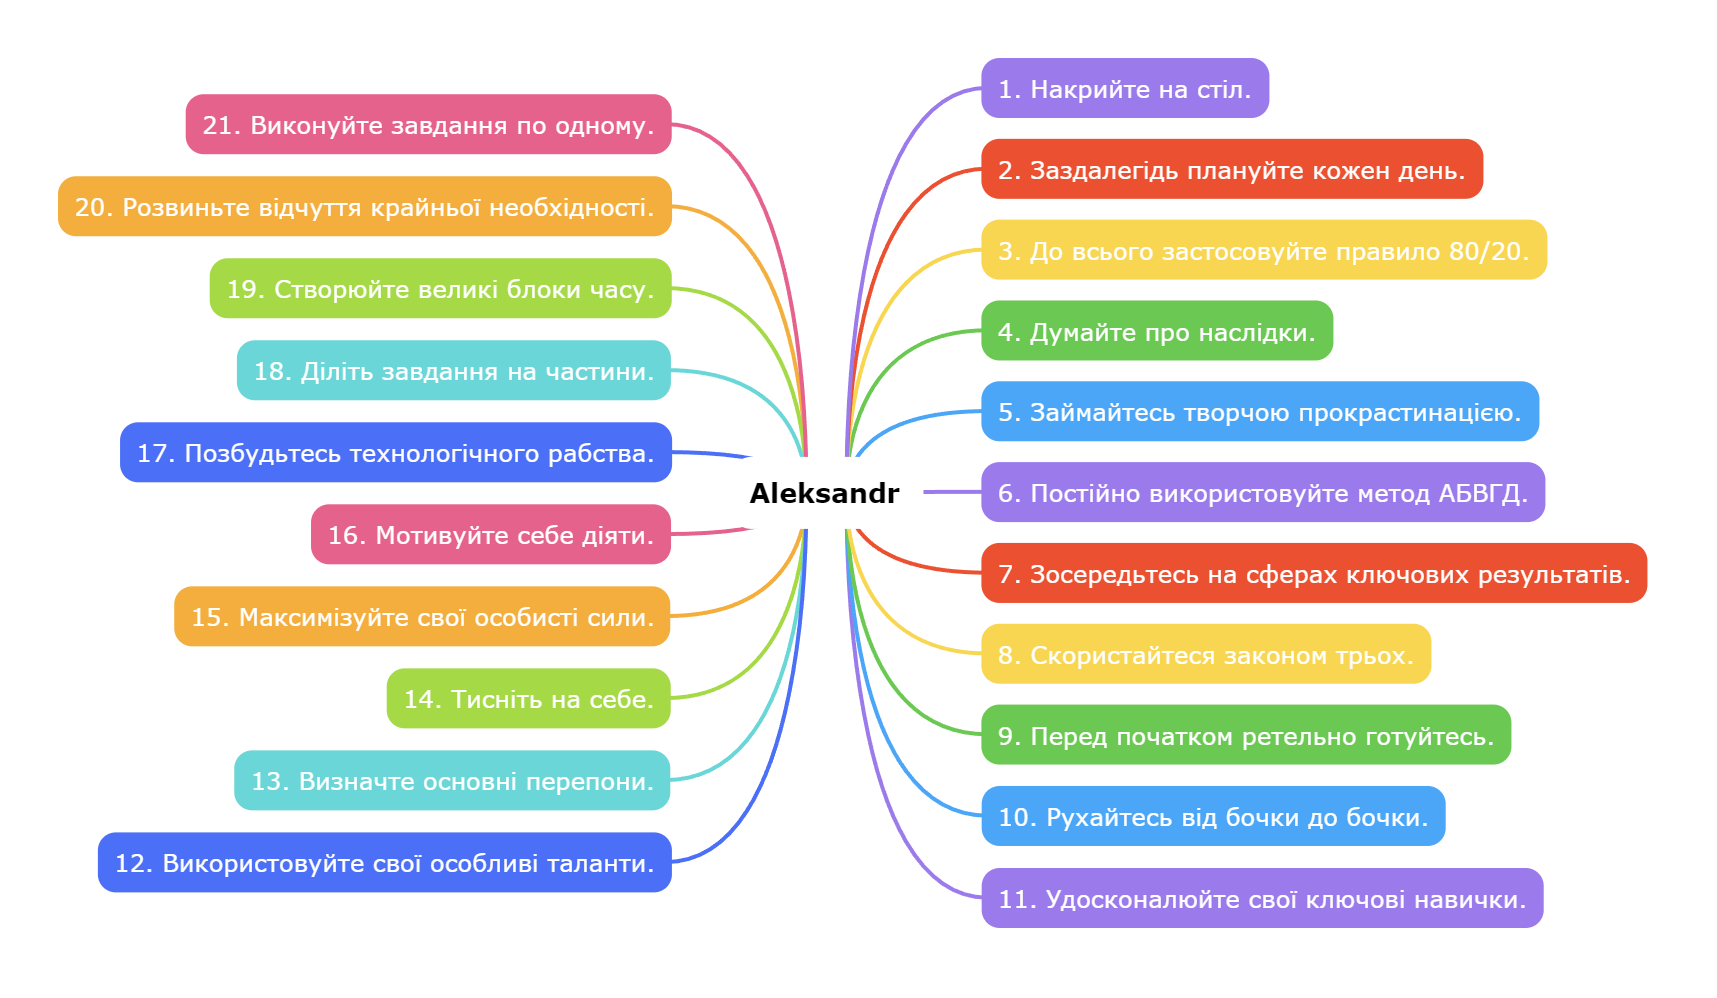 Aleksandr
1. Накрийте на стіл.
2. Заздалегідь плануйте кожен день.
3. До всього застосовуйте правило 80/20.
4. Думайте про наслідки.
5. Займайтесь творчою прокрастинацією.
6. Постійно використовуйте метод АБВГД.
7. Зосередьтесь на сферах ключових результатів.
8. Скористайтеся законом трьох.
9. Перед початком ретельно готуйтесь.
10. Рухайтесь від бочки до бочки.
11. Удосконалюйте свої ключові навички.
12. Використовуйте свої особливі таланти.
13. Визначте основні перепони.
14. Тисніть на себе.
15. Максимізуйте свої особисті сили.
16. Мотивуйте себе діяти.
17. Позбудьтесь технологічного рабства.
18. Діліть завдання на частини.
19. Створюйте великі блоки часу.
20. Розвиньте відчуття крайньої необхідності.
21. Виконуйте завдання по одному.